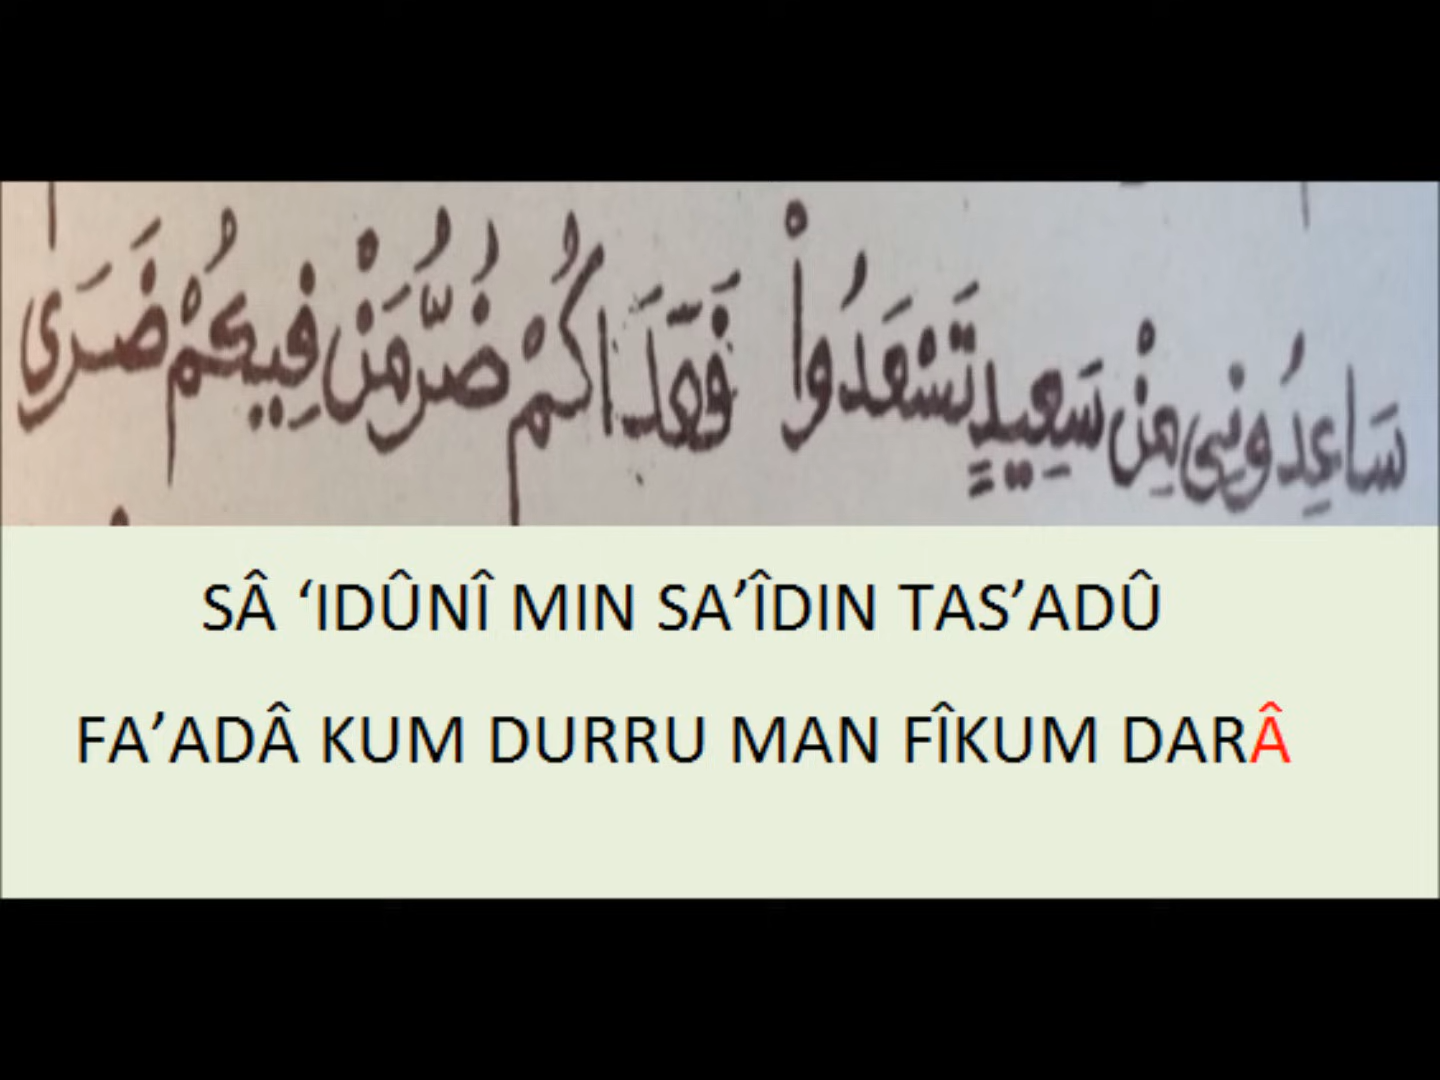 سَاعِدُونِى مِنْ سَعِيدٍ تَسْعَدُواْ فَعَدَاكُمْ ضُرُّ مَنْ فِيكُمْ ضَرَى
SÂ ‘IDÛNÎ MIN SA’ÎDIN TAS’ADÛ
FA’ADÂ KUM DURRU MAN FÎKUM DARÂ